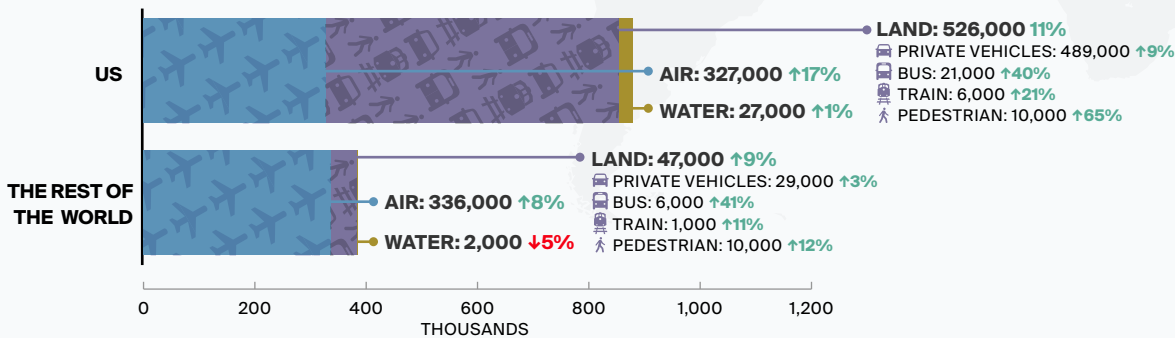 US
LAND: 526,000 11%
PRIVATE VEHICLES: 489,000 ↑9%
BUS: 21,000 ↑40%
TRAIN: 6,000 ↑21%
PEDESTRIAN: 10,000 ↑65%
AIR: 327,000 ↑17%
WATER: 27,000 ↑1%
THE REST OF
THE WORLD
LAND: 47,000 ↑9%
PRIVATE VEHICLES: 29,000 ↑3%
BUS: 6,000 ↑41%
TRAIN: 1,000 ↑11%
PEDESTRIAN: 10,000 ↑12%
AIR: 336,000 ↑8%
WATER: 2,000 ↓5%
0 200 400 600 800 1,000 1,200
THOUSANDS